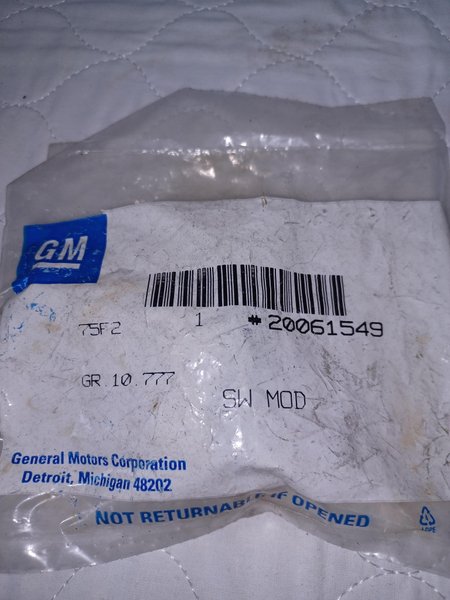 GM
75F2 1 #20061549
GR.10.777 SW MOD
General Motors Corporation
Detroit, Michigan 48202
NOT RETURNABLE IF OPENED
LDPE